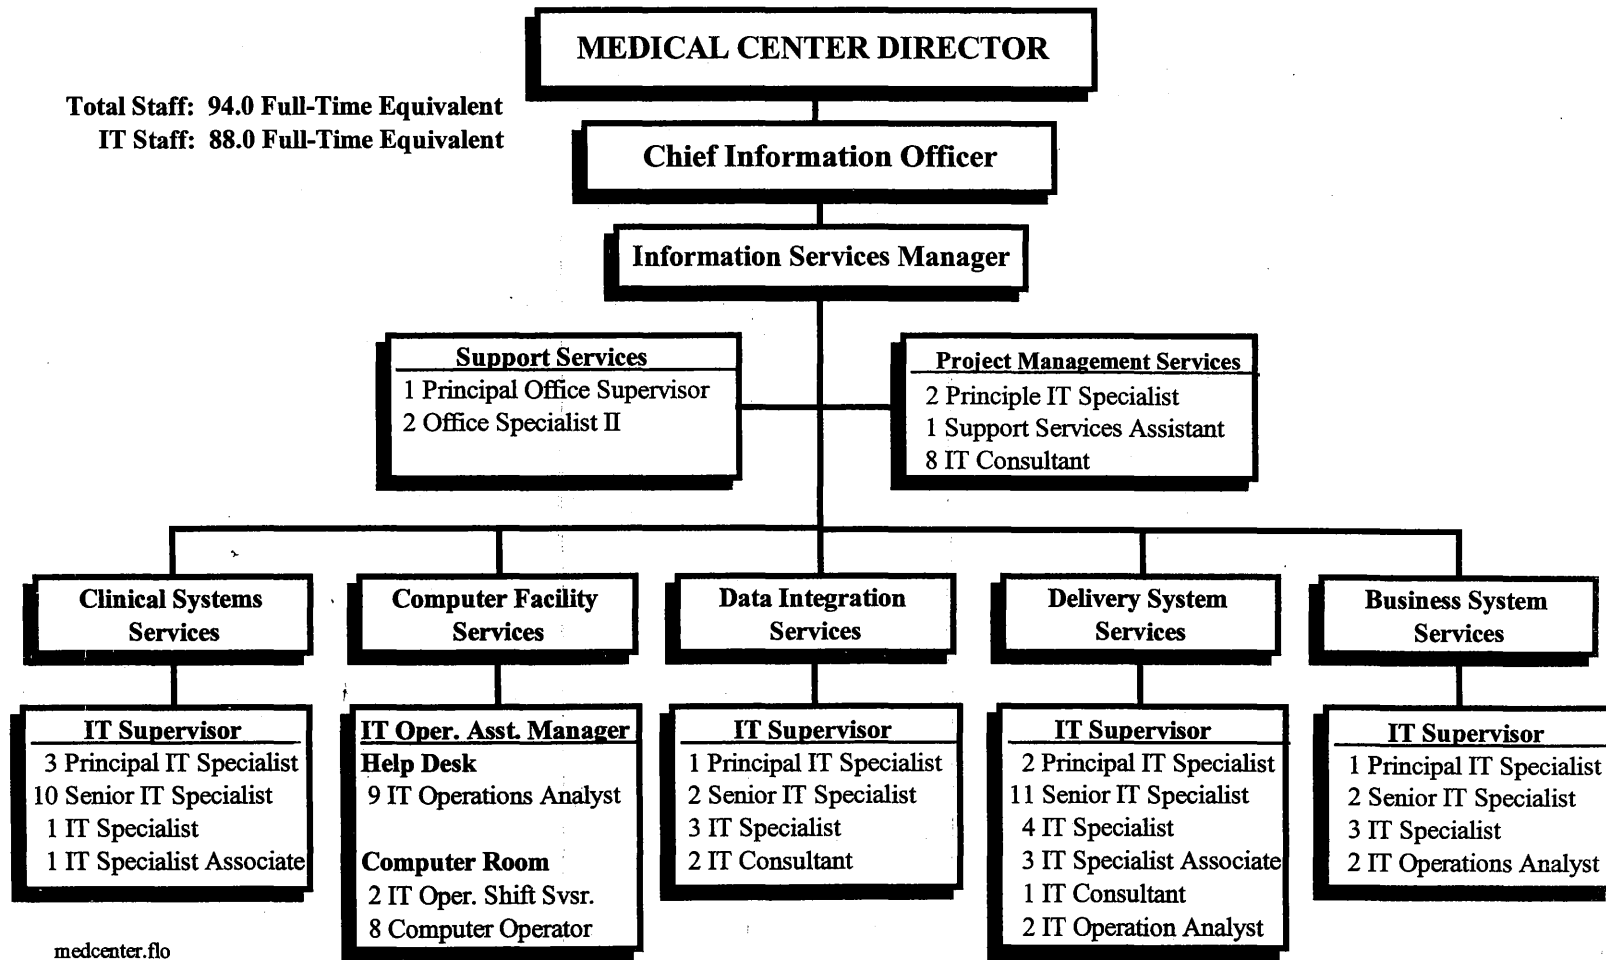 MEDICAL CENTER DIRECTOR
Total Staff: 94.0 Full-Time Equivalent
IT Staff: 88.0 Full-Time Equivalent
Chief Information Officer
Information Services Manager
Support Services
1 Principal Office Supervisor
2 Office Specialist II
Project Management Services
2 Principle IT Specialist
1 Support Services Assistant
8 IT Consultant
Clinical Systems
Services
IT Supervisor
3 Principal IT Specialist
10 Senior IT Specialist
1 IT Specialist
1 IT Specialist Associate
Computer Facility
Services
IT Oper. Asst. Manager
Help Desk
9 IT Operations Analyst
Computer Room
2 IT Oper. Shift Svsr.
8 Computer Operator
Data Integration
Services
IT Supervisor
1 Principal IT Specialist
2 Senior IT Specialist
3 IT Specialist
2 IT Consultant
Delivery System
Services
IT Supervisor
2 Principal IT Specialist
11 Senior IT Specialist
4 IT Specialist
3 IT Specialist Associate
1 IT Consultant
2 IT Operation Analyst
Business System
Services
IT Supervisor
1 Principal IT Specialist
2 Senior IT Specialist
3 IT Specialist
2 IT Operations Analyst
medcenter.flo